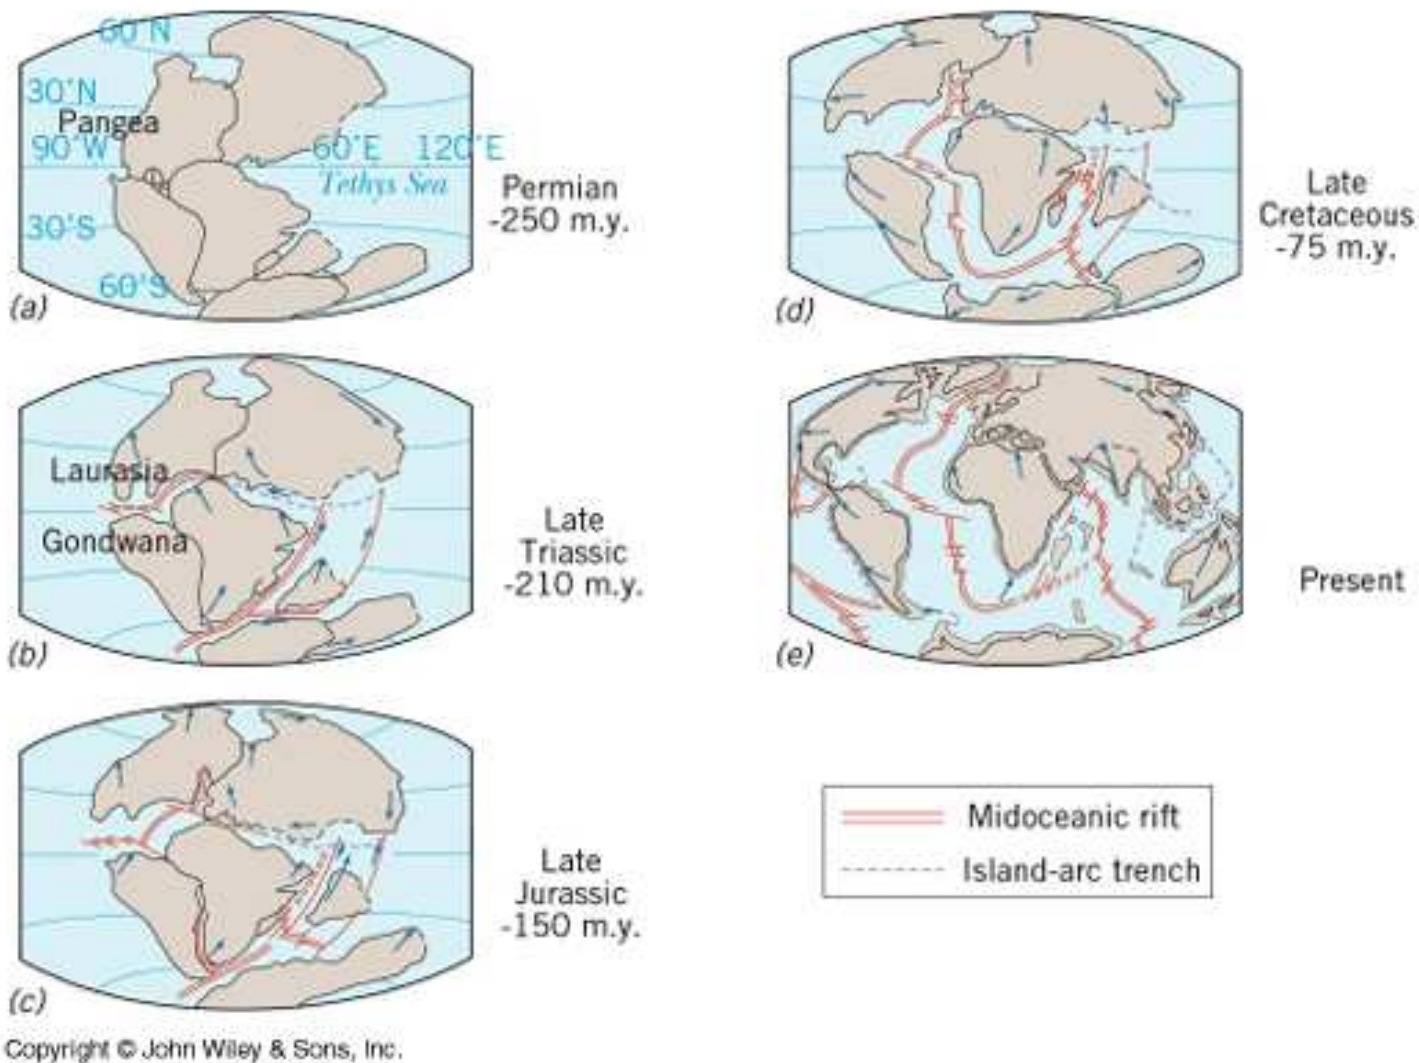 60°N
30°N
Pangea
90°W 60°E 120°E
Tethys Sea
30°S
60°S
Permian
-250 m.y.
(a)
Laurasia
Gondwana
Late
Triassic
-210 m.y.
(b)
Late
Jurassic
-150 m.y.
(c)
Late
Cretaceous
-75 m.y.
(d)
Present
(e)
Midoceanic rift
Island-arc trench
Copyright © John Wiley & Sons, Inc.